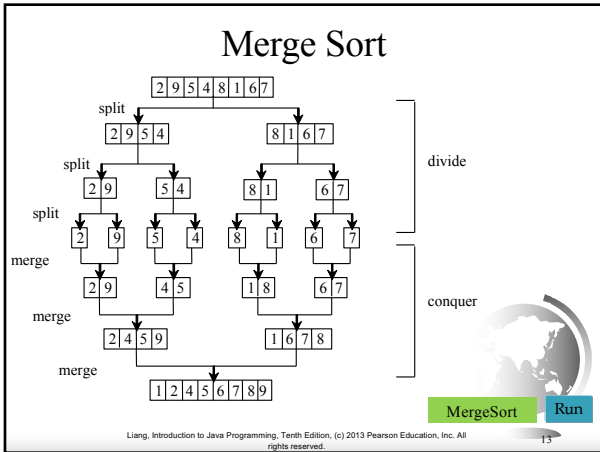 Merge Sort
2 9 5 4 8 1 6 7
split
2 9 5 4 8 1 6 7
divide
split
2 9 5 4 8 1 6 7
split
2 9 5 4 8 1 6 7
merge
2 9 4 5 1 8 6 7
conquer
merge
2 4 5 9 1 6 7 8
merge
1 2 4 5 6 7 8 9
MergeSort Run
Liang, Introduction to Java Programming, Tenth Edition, (c) 2013 Pearson Education, Inc. All
rights reserved.
13